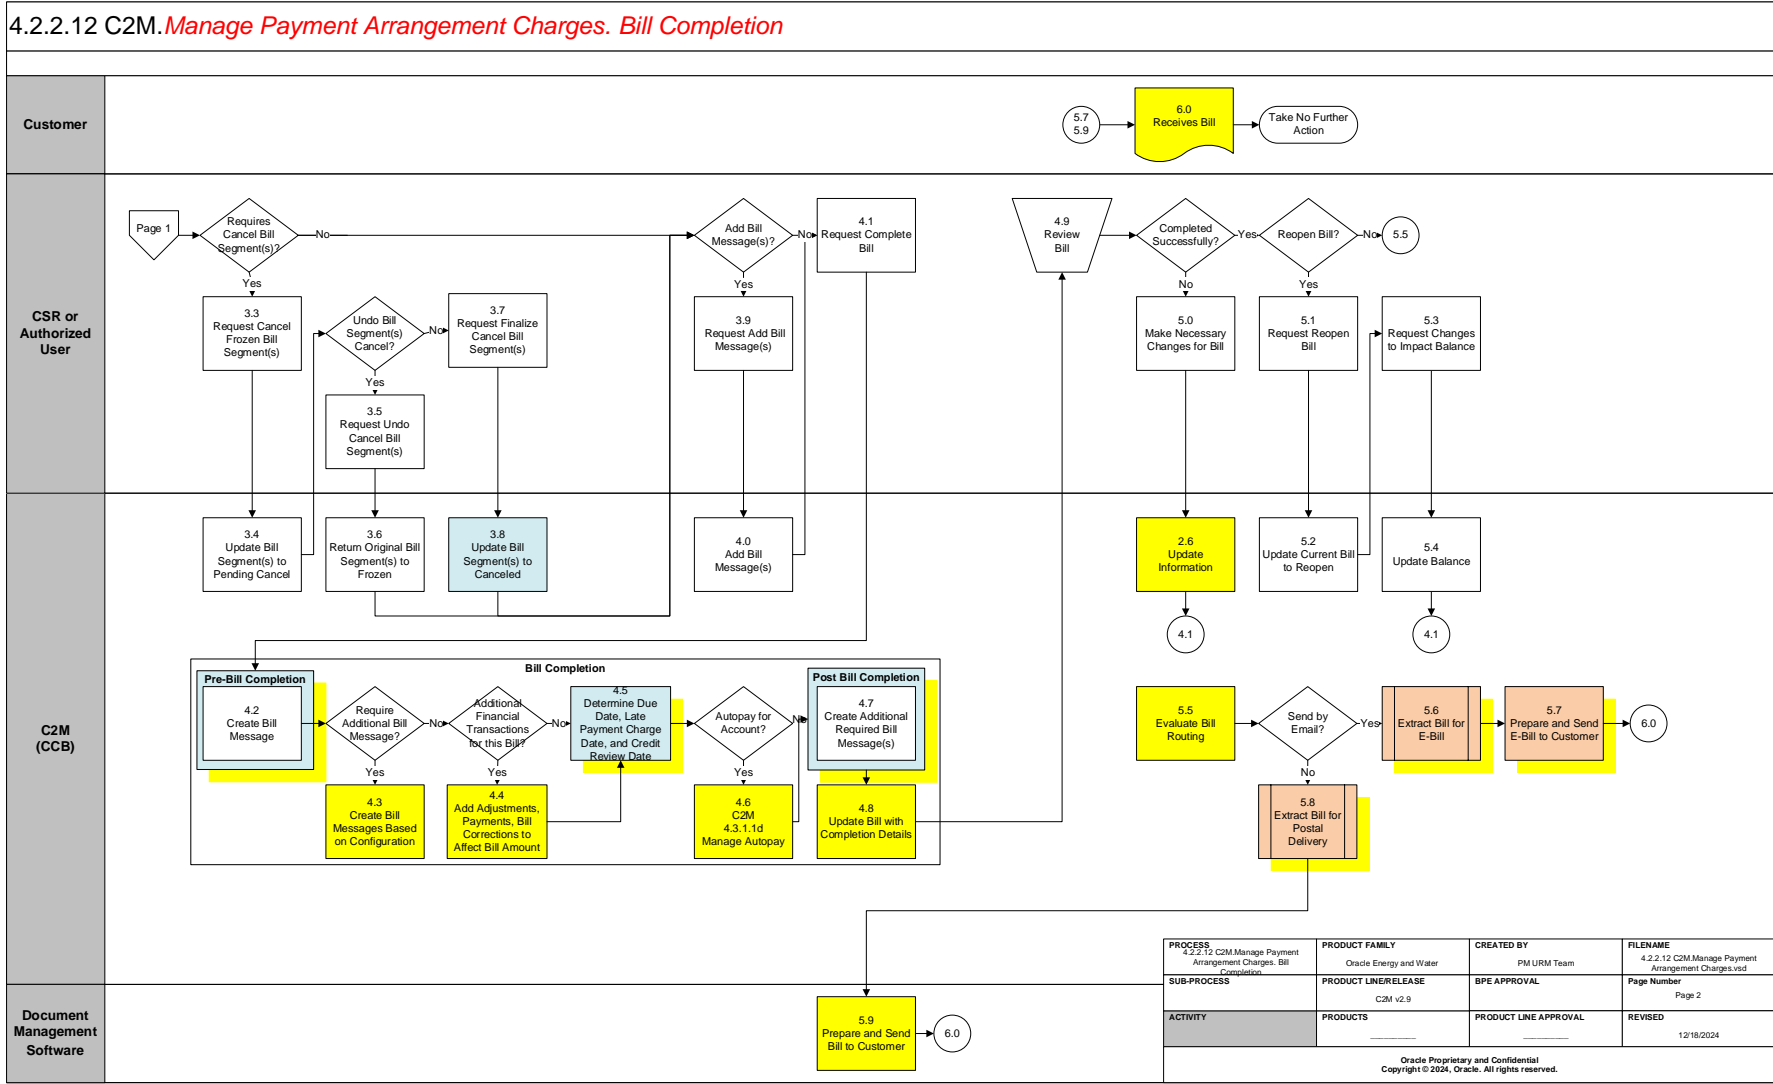 4.2.2.12 C2M.Manage Payment Arrangement Charges. Bill Completion
Customer
5.7
5.9
6.0
Receives Bill
Take No Further
Action
CSR or
Authorized
User
Page 1
Requires
Cancel Bill
Segment(s)?
No
Yes
3.3
Request Cancel
Frozen Bill
Segment(s)
Undo Bill
Segment(s)
Cancel?
No
Yes
3.5
Request Undo
Cancel Bill
Segment(s)
3.7
Request Finalize
Cancel Bill
Segment(s)
Add Bill
Message(s)?
No
Yes
3.9
Request Add Bill
Message(s)
4.1
Request Complete
Bill
4.9
Review
Bill
Completed
Successfully?
Yes
No
5.0
Make Necessary
Changes for Bill
Reopen Bill?
No
Yes
5.5
5.1
Request Reopen
Bill
5.3
Request Changes
to Impact Balance
C2M
(CCB)
3.4
Update Bill
Segment(s) to
Pending Cancel
3.6
Return Original Bill
Segment(s) to
Frozen
3.8
Update Bill
Segment(s) to
Canceled
4.0
Add Bill
Message(s)
2.6
Update
Information
4.1
5.2
Update Current Bill
to Reopen
5.4
Update Balance
4.1
Bill Completion
Pre-Bill Completion
4.2
Create Bill
Message
Require
Additional Bill
Message?
No
Yes
4.3
Create Bill
Messages Based
on Configuration
Additional
Financial
Transactions
for this Bill?
No
Yes
4.4
Add Adjustments,
Payments, Bill
Corrections to
Affect Bill Amount
4.5
Determine Due
Date, Late
Payment Charge
Date, and Credit
Review Date
Autopay for
Account?
No
Yes
4.6
C2M
4.3.1.1d
Manage Autopay
Post Bill Completion
4.7
Create Additional
Required Bill
Message(s)
4.8
Update Bill with
Completion Details
5.5
Evaluate Bill
Routing
Send by
Email?
Yes
No
5.6
Extract Bill for
E-Bill
5.7
Prepare and Send
E-Bill to Customer
6.0
5.8
Extract Bill for
Postal
Delivery
Document
Management
Software
5.9
Prepare and Send
Bill to Customer
6.0
PROCESS
4.2.2.12 C2M.Manage Payment
Arrangement Charges. Bill
Completion
PRODUCT FAMILY
Oracle Energy and Water
CREATED BY
PM URM Team
FILENAME
4.2.2.12 C2M.Manage Payment
Arrangement Charges.vsd
SUB-PROCESS
PRODUCT LINE/RELEASE
C2M v2.9
BPE APPROVAL
Page Number
Page 2
ACTIVITY
PRODUCTS
PRODUCT LINE APPROVAL
REVISED
12/18/2024
Oracle Proprietary and Confidential
Copyright © 2024, Oracle. All rights reserved.